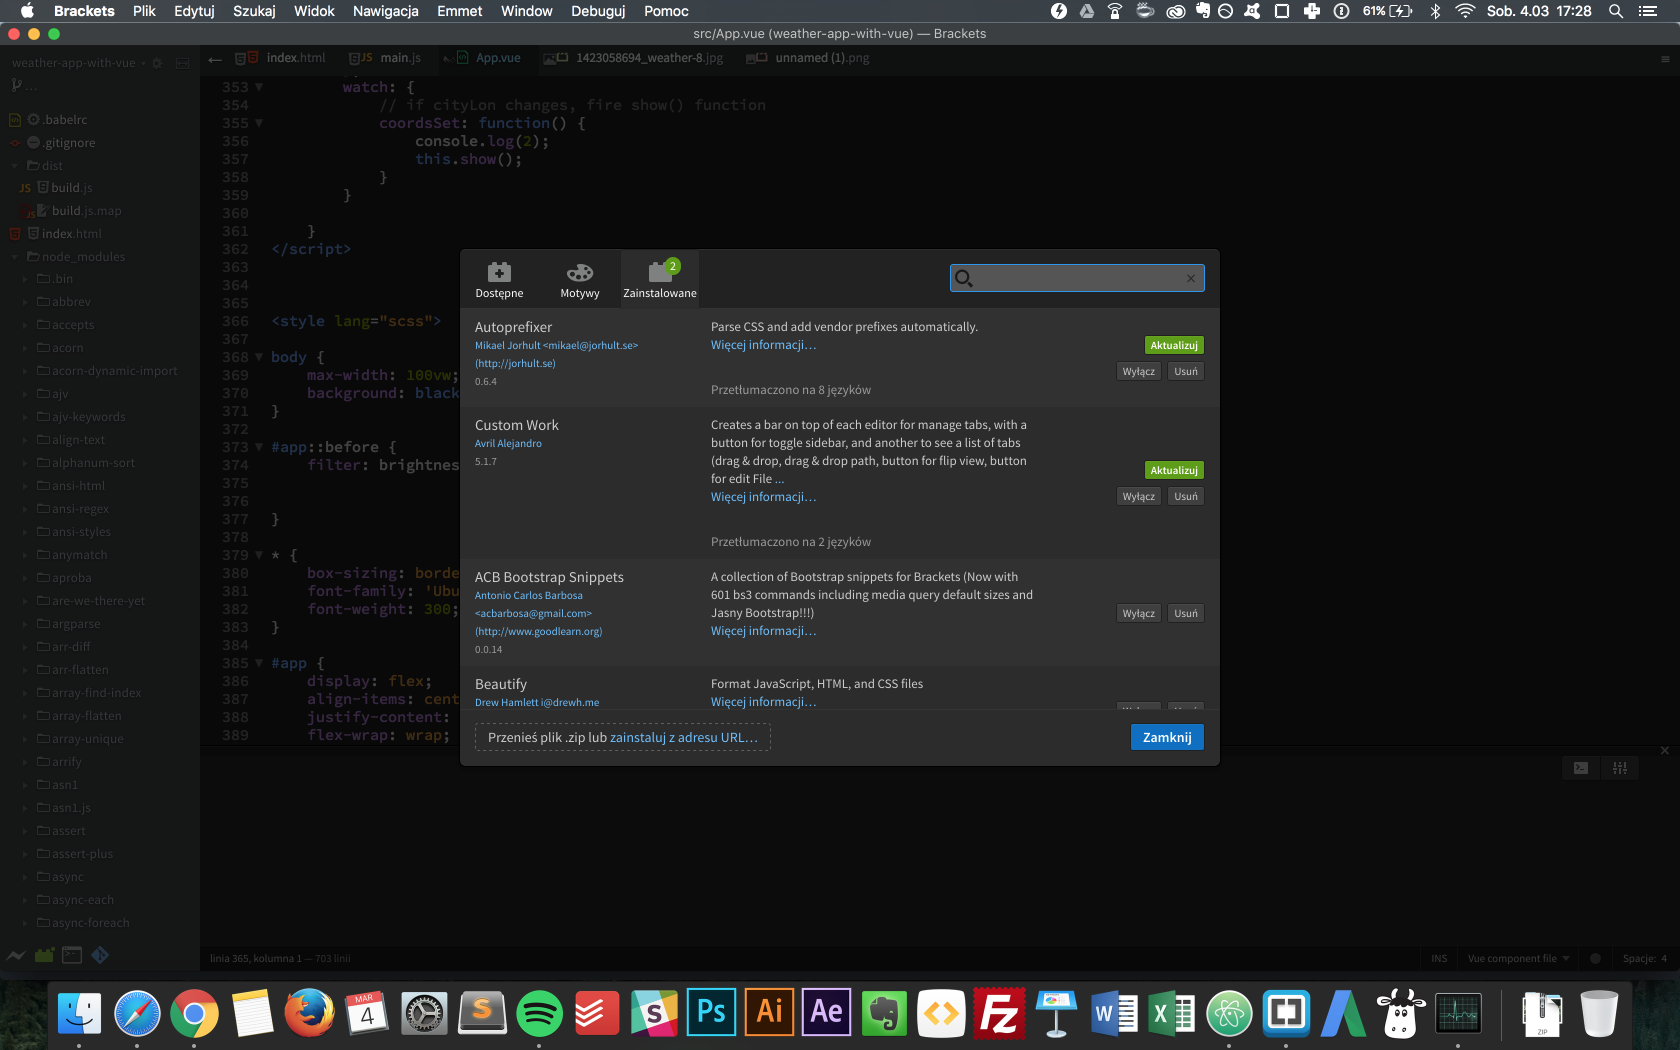 Brackets Plik Edytuj Szukaj Widok Nawigacja Emmet Window Debuguj Pomoc 61% Sob. 4.03 17:28
src/App.vue (weather-app-with-vue) — Brackets
weather-app-with-vue
index.html main.js App.vue 1423058694_weather-8.jpg unnamed (1).png
...
.babelrc
.gitignore
dist
JS build.js
JS build.js.map
index.html
node_modules
.bin
abbrev
accepts
acorn
acorn-dynamic-import
ajv
ajv-keywords
align-text
alphanum-sort
ansi-html
ansi-regex
ansi-styles
anymatch
aproba
are-we-there-yet
argparse
arr-diff
arr-flatten
array-find-index
array-flatten
array-unique
arrify
asn1
asn1.js
assert
assert-plus
async
async-each
async-foreach
353 watch: {
354 // if cityLon changes, fire show() function
355 coordsSet: function() {
356 console.log(2);
357 this.show();
358 }
359 }
360
361 }
362 </script>
363
364
365
366 <style lang="scss">
367
368 body {
369 max-width: 100vw;
370 background: black
371 }
372
373 #app::before {
374 filter: brightnes
375
376
377 }
378
379 * {
380 box-sizing: borde
381 font-family: 'Ubu
382 font-weight: 300;
383 }
384
385 #app {
386 display: flex;
387 align-items: cent
388 justify-content:
389 flex-wrap: wrap;
Dostępne Motywy Zainstalowane 2
Autoprefixer
Mikael Jorhult <mikael@jorhult.se>
(http://jorhult.se)
0.6.4
Parse CSS and add vendor prefixes automatically.
Więcej informacji…
Przetłumaczono na 8 języków
Aktualizuj
Wyłącz Usuń
Custom Work
Avril Alejandro
5.1.7
Creates a bar on top of each editor for manage tabs, with a
button for toggle sidebar, and another to see a list of tabs
(drag & drop, drag & drop path, button for flip view, button
for edit File ...
Więcej informacji…
Przetłumaczono na 2 języków
Aktualizuj
Wyłącz Usuń
ACB Bootstrap Snippets
Antonio Carlos Barbosa
<acbarbosa@gmail.com>
(http://www.goodlearn.org)
0.0.14
A collection of Bootstrap snippets for Brackets (Now with
601 bs3 commands including media query default sizes and
Jasny Bootstrap!!!)
Więcej informacji…
Wyłącz Usuń
Beautify
Drew Hamlett i@drewh.me
Format JavaScript, HTML, and CSS files
Więcej informacji…
Przenieś plik .zip lub zainstaluj z adresu URL…
Zamknij
linia 365, kolumna 1 — 703 linii
INS Vue component file Spacje: 4
MAR
4
S
Ps
Ai
Ae
Fz
W
X
ZIP